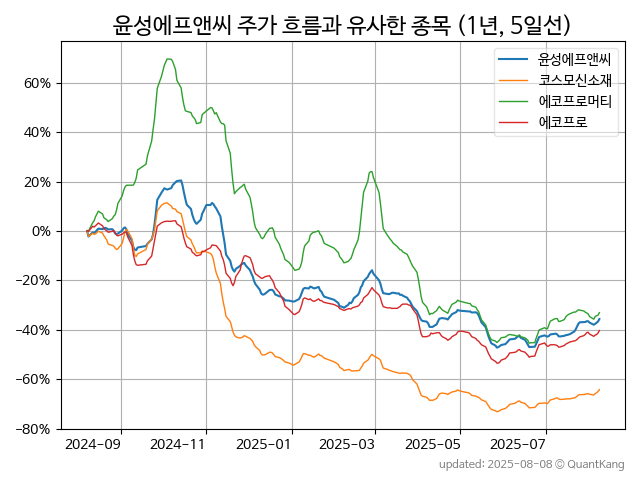 윤성에프앤씨 주가 흐름과 유사한 종목 (1년, 5일선)
윤성에프앤씨
코스모신소재
에코프로머티
에코프로
60%
40%
20%
0%
−20%
−40%
−60%
−80%
2024-09
2024-11
2025-01
2025-03
2025-05
2025-07
updated: 2025-08-08 © QuantKang